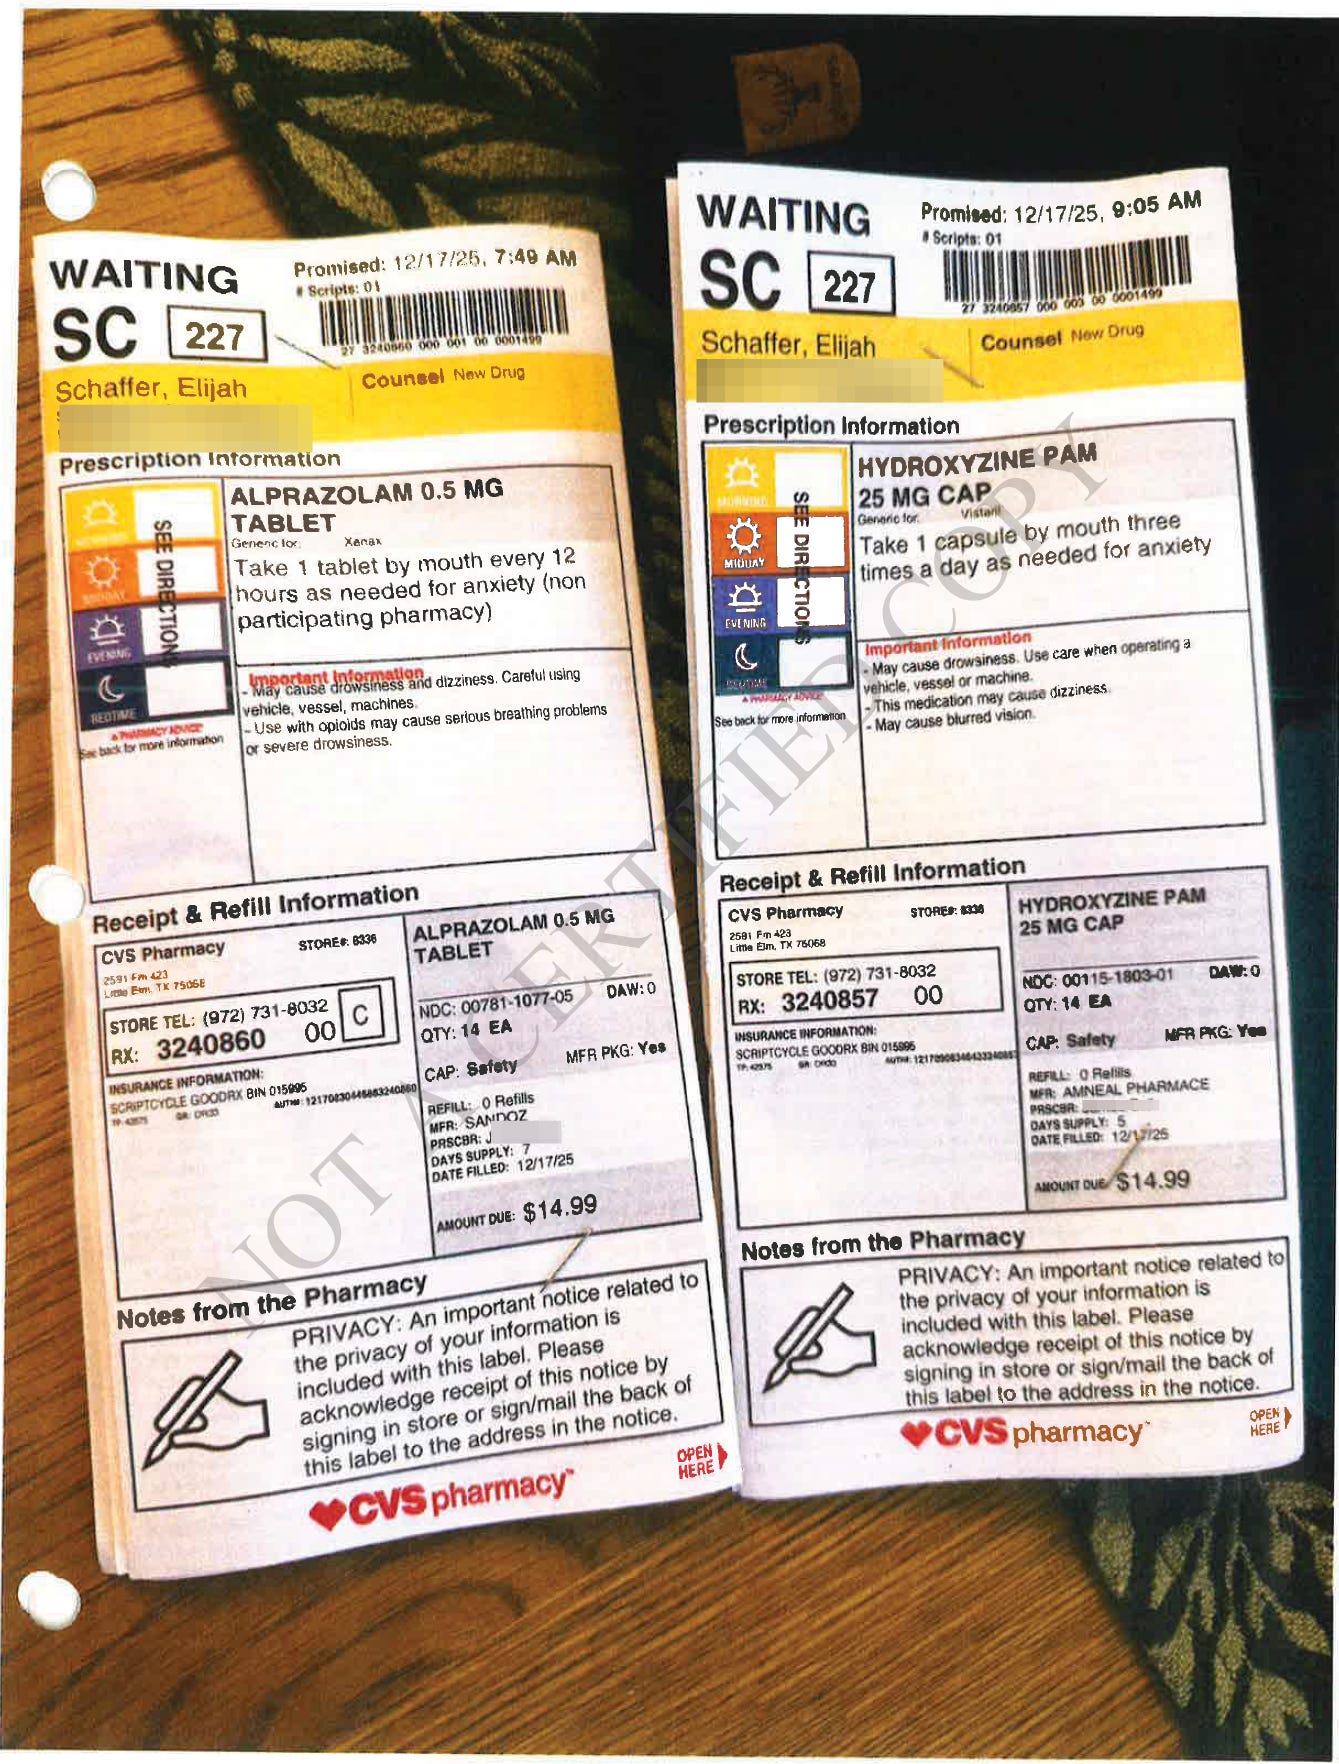 WAITING
Promised: 12/17/25, 7:49 AM
# Scripts: 01
SC 227
27 3240860 000 001 00 0001499
Schaffer, Elijah
Counsel New Drug
Prescription Information
SEE DIRECTIONS
MIDDAY
EVENING
BEDTIME
A PHARMACY ADVICE
See back for more information
ALPRAZOLAM 0.5 MG
TABLET
Generic for: Xanax
Take 1 tablet by mouth every 12
hours as needed for anxiety (non
participating pharmacy)
Important Information
- May cause drowsiness and dizziness. Careful using
vehicle, vessel, machines.
- Use with opioids may cause serious breathing problems
or severe drowsiness.
Receipt & Refill Information
CVS Pharmacy STORE#: 8336
2591 Fm 423
Little Elm, TX 75068
STORE TEL: (972) 731-8032
RX: 3240860 00 C
INSURANCE INFORMATION:
SCRIPTCYCLE GOODRX BIN 015995
ALPRAZOLAM 0.5 MG
TABLET
NDC: 00781-1077-05 DAW: 0
QTY: 14 EA
CAP: Safety MFR PKG: Yes
REFILL: 0 Refills
MFR: SANDOZ
PRSCBR: J
DAYS SUPPLY: 7
DATE FILLED: 12/17/25
AMOUNT DUE: $14.99
Notes from the Pharmacy
PRIVACY: An important notice related to
the privacy of your information is
included with this label. Please
acknowledge receipt of this notice by
signing in store or sign/mail the back of
this label to the address in the notice.
CVS pharmacy
OPEN
HERE
WAITING
Promised: 12/17/25, 9:05 AM
# Scripts: 01
SC 227
27 3240857 000 003 00 0001499
Schaffer, Elijah
Counsel New Drug
Prescription Information
MORNING
SEE DIRECTIONS
MIDDAY
EVENING
BEDTIME
A PHARMACY ADVICE
See back for more information
HYDROXYZINE PAM
25 MG CAP
Generic for: Vistaril
Take 1 capsule by mouth three
times a day as needed for anxiety
Important Information
- May cause drowsiness. Use care when operating a
vehicle, vessel or machine.
- This medication may cause dizziness.
- May cause blurred vision.
Receipt & Refill Information
CVS Pharmacy STORE#: 8336
2591 Fm 423
Little Elm, TX 75068
STORE TEL: (972) 731-8032
RX: 3240857 00
INSURANCE INFORMATION:
SCRIPTCYCLE GOODRX BIN 015995
HYDROXYZINE PAM
25 MG CAP
NDC: 00115-1803-01 DAW: 0
QTY: 14 EA
CAP: Safety MFR PKG: Yes
REFILL: 0 Refills
MFR: AMNEAL PHARMACE
PRSCBR:
DAYS SUPPLY: 5
DATE FILLED: 12/17/25
AMOUNT DUE: $14.99
Notes from the Pharmacy
PRIVACY: An important notice related to
the privacy of your information is
included with this label. Please
acknowledge receipt of this notice by
signing in store or sign/mail the back of
this label to the address in the notice.
CVS pharmacy
OPEN
HERE
NOT A CERTIFIED COPY